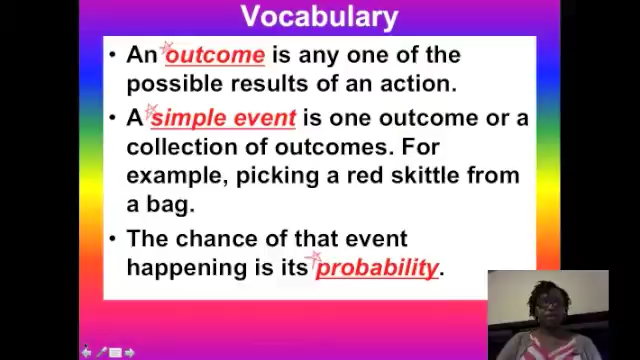 Vocabulary
• An outcome is any one of the
possible results of an action.
• A simple event is one outcome or a
collection of outcomes. For
example, picking a red skittle from
a bag.
• The chance of that event
happening is its probability.